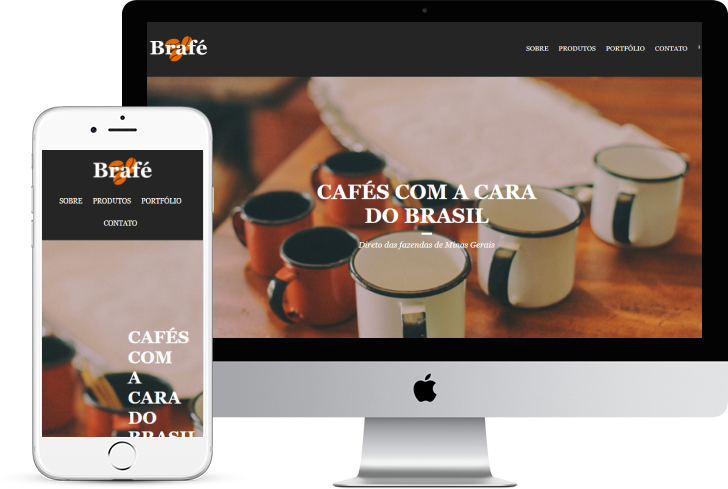 Brafé
SOBRE PRODUTOS PORTFÓLIO CONTATO
CAFÉS COM A CARA
DO BRASIL
Direto das fazendas de Minas Gerais
Brafé
SOBRE PRODUTOS PORTFÓLIO
CONTATO
CAFÉS
COM
A
CARA
DO
BRASIL